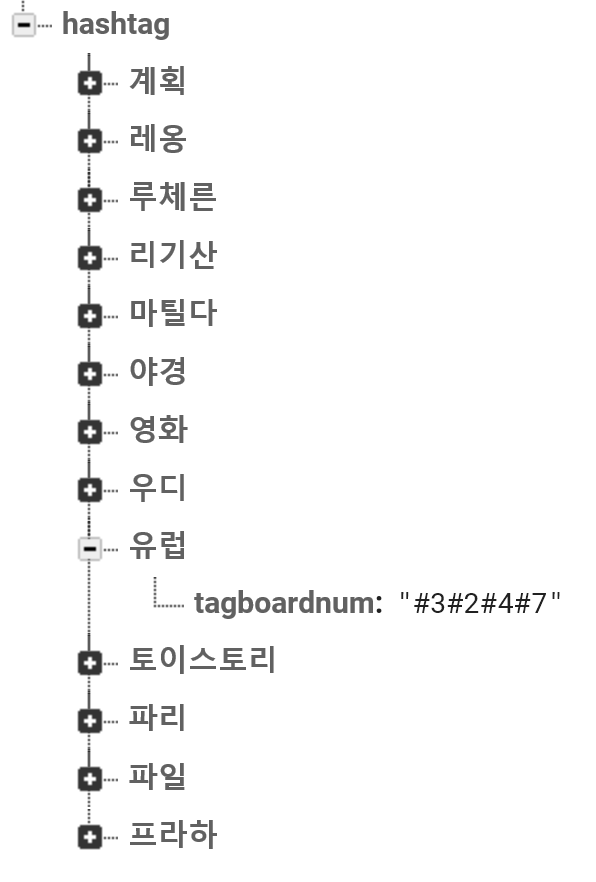 hashtag
계획
레옹
루체른
리기산
마틸다
야경
영화
우디
유럽
tagboardnum: "#3#2#4#7"
토이스토리
파리
파일
프라하